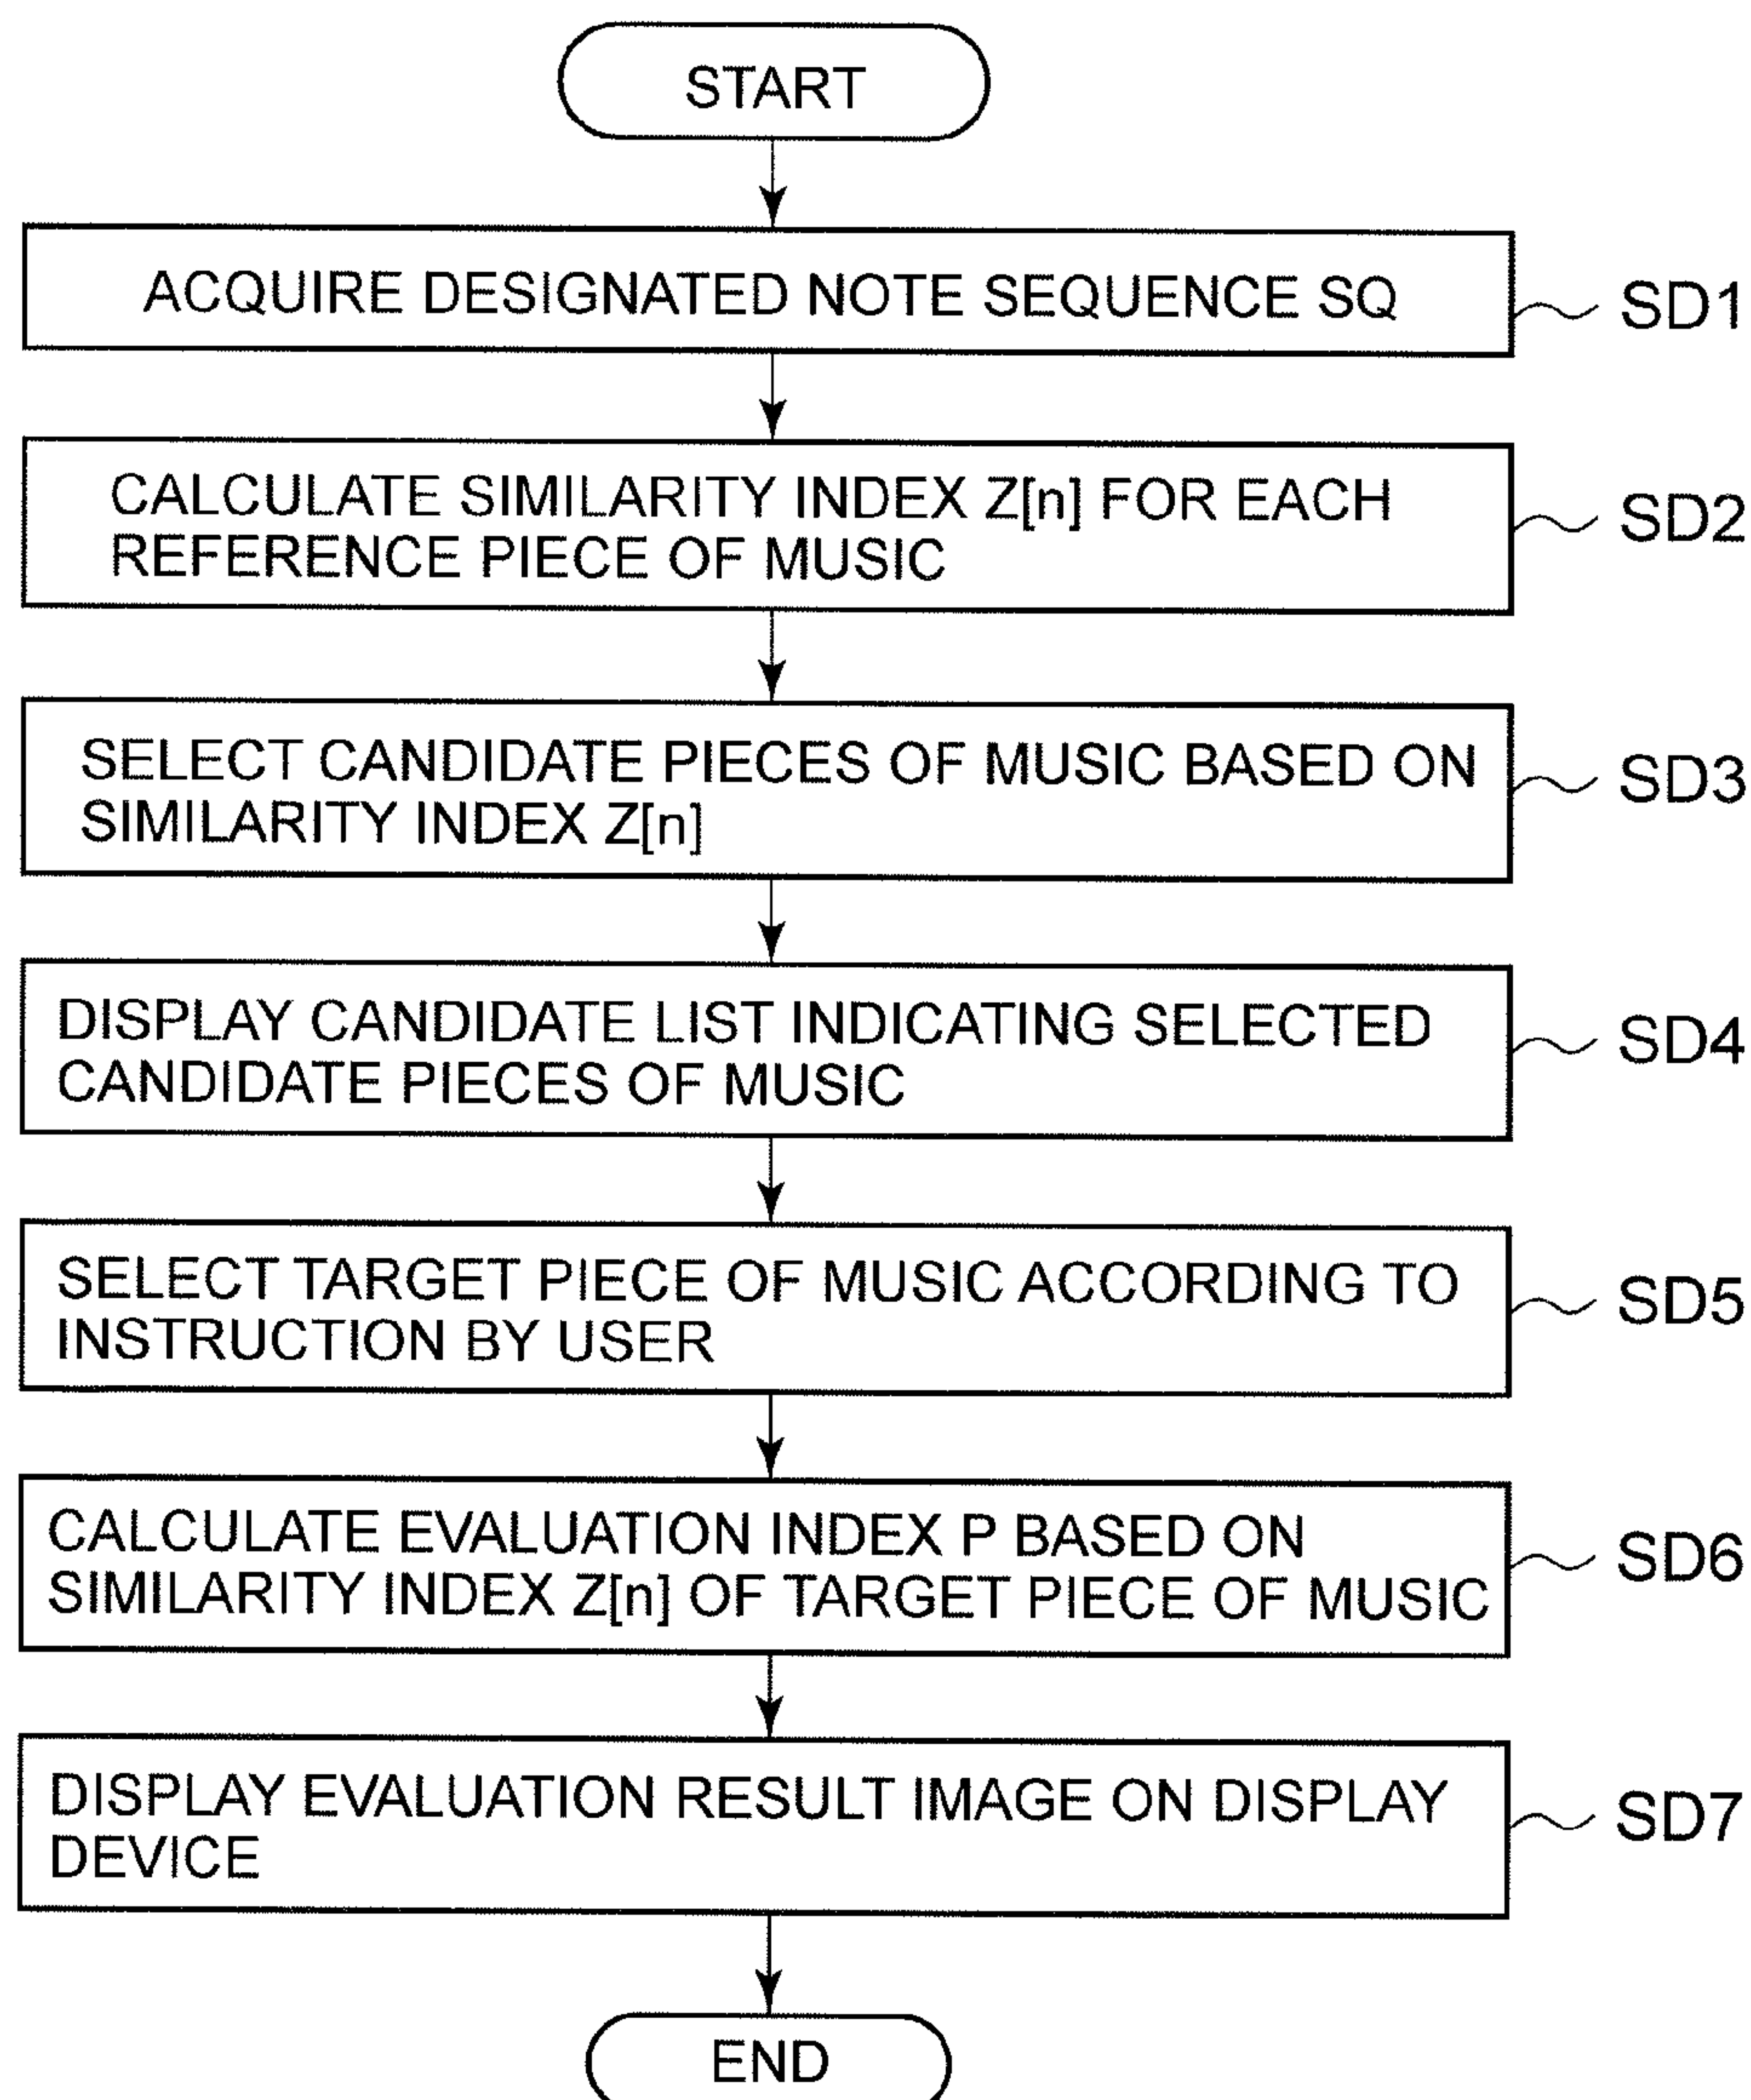 START
ACQUIRE DESIGNATED NOTE SEQUENCE SQ
SD1
CALCULATE SIMILARITY INDEX Z[n] FOR EACH
REFERENCE PIECE OF MUSIC
SD2
SELECT CANDIDATE PIECES OF MUSIC BASED ON
SIMILARITY INDEX Z[n]
SD3
DISPLAY CANDIDATE LIST INDICATING SELECTED
CANDIDATE PIECES OF MUSIC
SD4
SELECT TARGET PIECE OF MUSIC ACCORDING TO
INSTRUCTION BY USER
SD5
CALCULATE EVALUATION INDEX P BASED ON
SIMILARITY INDEX Z[n] OF TARGET PIECE OF MUSIC
SD6
DISPLAY EVALUATION RESULT IMAGE ON DISPLAY
DEVICE
SD7
END